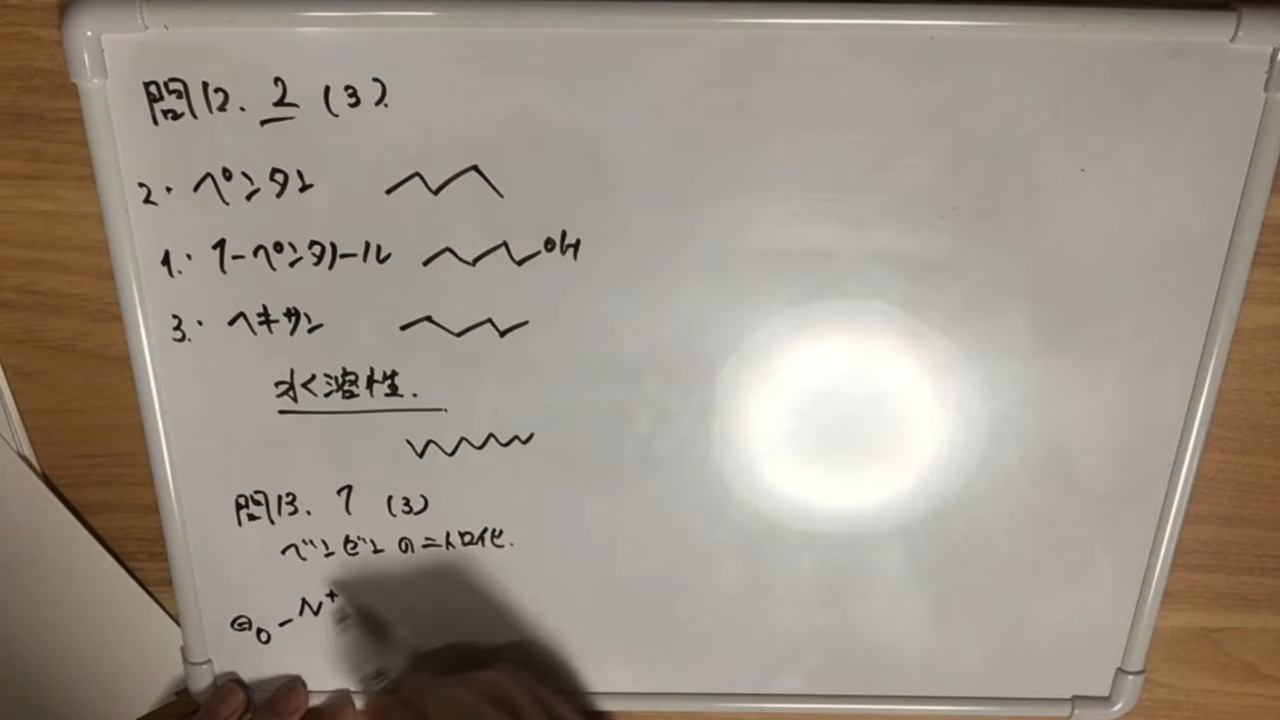 問12. 2 (3).
2. ペンタン
1. 1-ペンタノール OH
3. ヘキサン
水溶性.
問13. 7 (3)
ベンゼンのニトロ化.
⊖O-N+